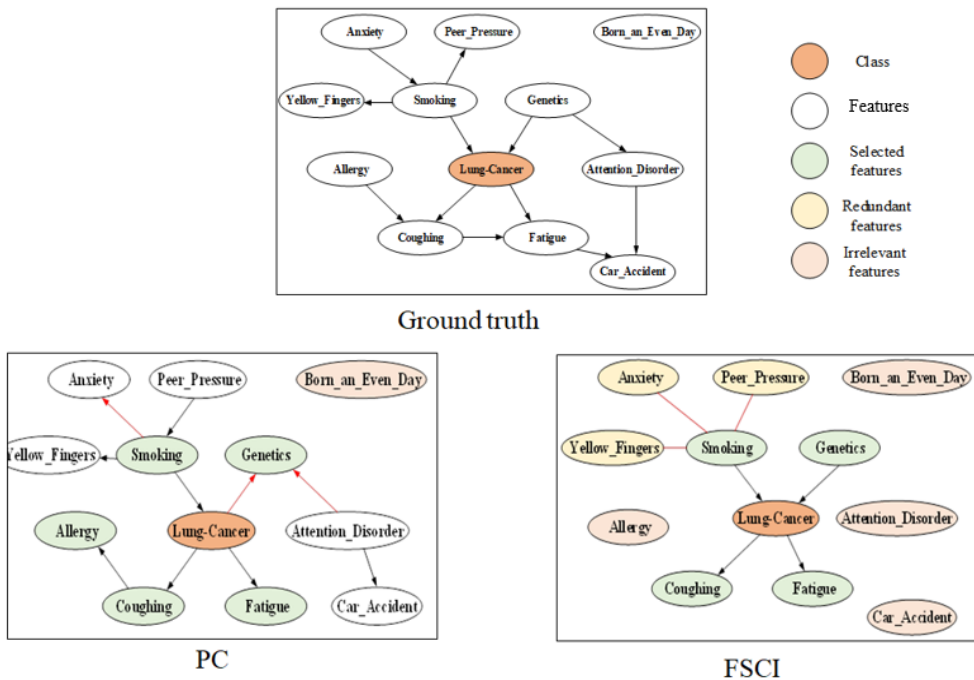 Anxiety
Peer_Pressure
Born_an_Even_Day
Yellow_Fingers
Smoking
Genetics
Allergy
Lung-Cancer
Attention_Disorder
Coughing
Fatigue
Car_Accident
Ground truth
Class
Features
Selected
features
Redundant
features
Irrelevant
features
Anxiety
Peer_Pressure
Born_an_Even_Day
Yellow_Fingers
Smoking
Genetics
Allergy
Lung-Cancer
Attention_Disorder
Coughing
Fatigue
Car_Accident
PC
Anxiety
Peer_Pressure
Born_an_Even_Day
Yellow_Fingers
Smoking
Genetics
Allergy
Lung-Cancer
Attention_Disorder
Coughing
Fatigue
Car_Accident
FSCI